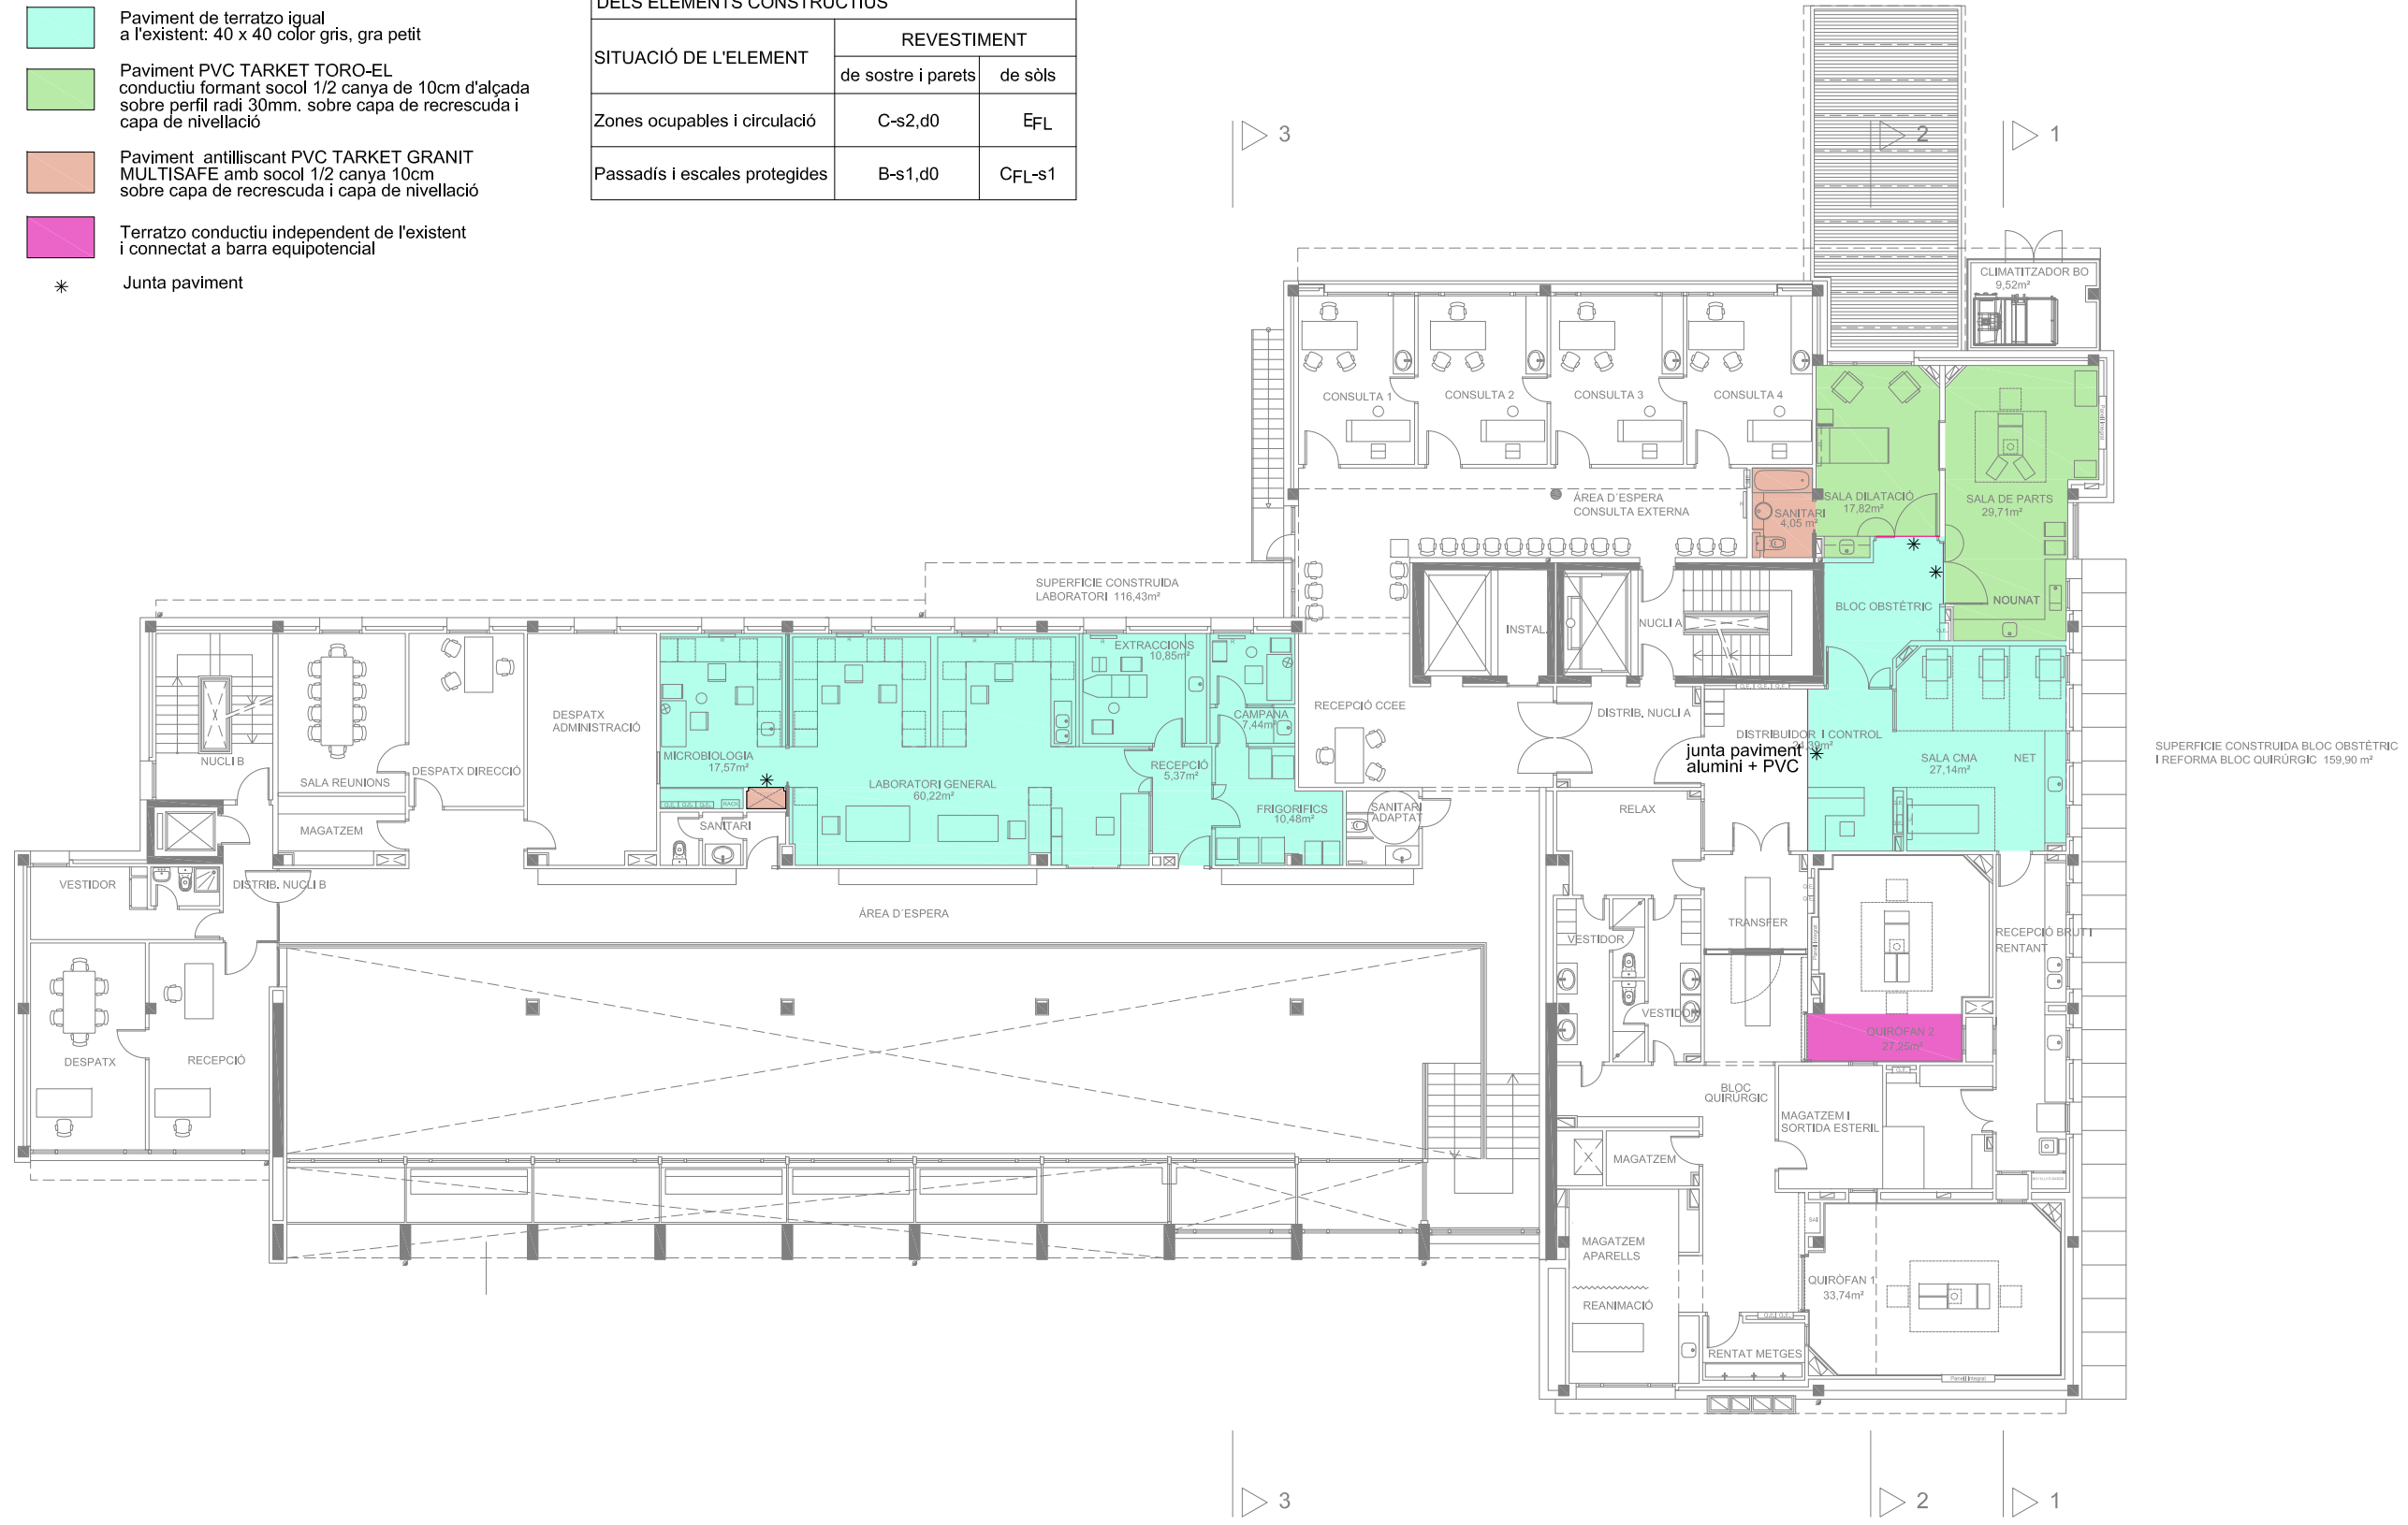 Paviment de terratzo igual
a l'existent: 40 x 40 color gris, gra petit
Paviment PVC TARKET TORO-EL
conductiu formant socol 1/2 canya de 10cm d'alçada
sobre perfil radi 30mm. sobre capa de recrescuda i
capa de nivellació
Paviment antilliscant PVC TARKET GRANIT
MULTISAFE amb socol 1/2 canya 10cm
sobre capa de recrescuda i capa de nivellació
Terratzo conductiu independent de l'existent
i connectat a barra equipotencial
Junta paviment
DELS ELEMENTS CONSTRUCTIUS
SITUACIÓ DE L'ELEMENT
REVESTIMENT
de sostre i parets
de sòls
Zones ocupables i circulació
C-s2,d0
EFL
Passadís i escales protegides
B-s1,d0
CFL-s1
3
2
1
CLIMATITZADOR BO
9,52m²
CONSULTA 1
CONSULTA 2
CONSULTA 3
CONSULTA 4
ÁREA D´ESPERA
CONSULTA EXTERNA
SANITARI
4,05 m²
SALA DILATACIÓ
17,82m²
SALA DE PARTS
29,71m²
Panell Integral
SUPERFICIE CONSTRUIDA
LABORATORI 116,43m²
INSTAL.
NUCLI A
BLOC OBSTÈTRIC
NOUNAT
NUCLI B
SALA REUNIONS
DESPATX DIRECCIÓ
DESPATX
ADMINISTRACIÓ
MICROBIOLOGIA
17,57m²
RACK
LABORATORI GENERAL
60,22m²
EXTRACCIONS
10,85m²
RECEPCIÓ
5,37m²
CAMPANA
7,44m²
FRIGORIFICS
10,48m²
RECEPCIÓ CCEE
DISTRIB. NUCLI A
DISTRIBUIDOR I CONTROL
junta paviment
alumini + PVC
SALA CMA
27,14m²
NET
SUPERFICIE CONSTRUIDA BLOC OBSTÈTRIC
I REFORMA BLOC QUIRÚRGIC 159,90 m²
MAGATZEM
SANITARI
SANITARI
ADAPTAT
RELAX
VESTIDOR
DISTRIB. NUCLI B
ÁREA D´ESPERA
TRANSFER
VESTIDOR
VESTIDOR
RECEPCIÓ BRUT I
RENTANT
Panell Integral
QUIRÒFAN 2
27,25m²
DESPATX
RECEPCIÓ
BLOC
QUIRÚRGIC
MAGATZEM I
SORTIDA ESTERIL
MAGATZEM
MAGATZEM
APARELLS
REANIMACIÓ
SAI
QUIRÒFAN 1
33,74m²
RENTAT METGES
Panell Integral
3
2
1